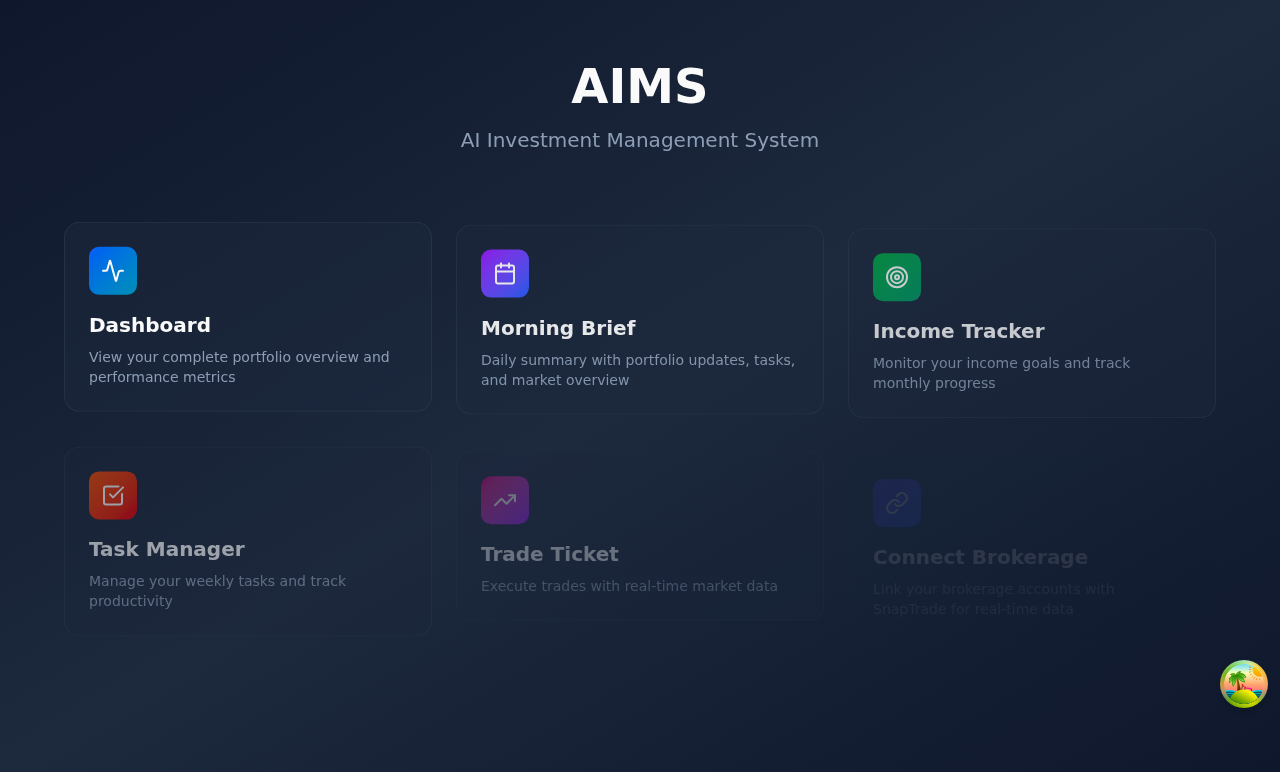 AIMS
AI Investment Management System
Dashboard
View your complete portfolio overview and
performance metrics
Morning Brief
Daily summary with portfolio updates, tasks,
and market overview
Income Tracker
Monitor your income goals and track
monthly progress
Task Manager
Manage your weekly tasks and track
productivity
Trade Ticket
Execute trades with real-time market data
Connect Brokerage
Link your brokerage accounts with
SnapTrade for real-time data